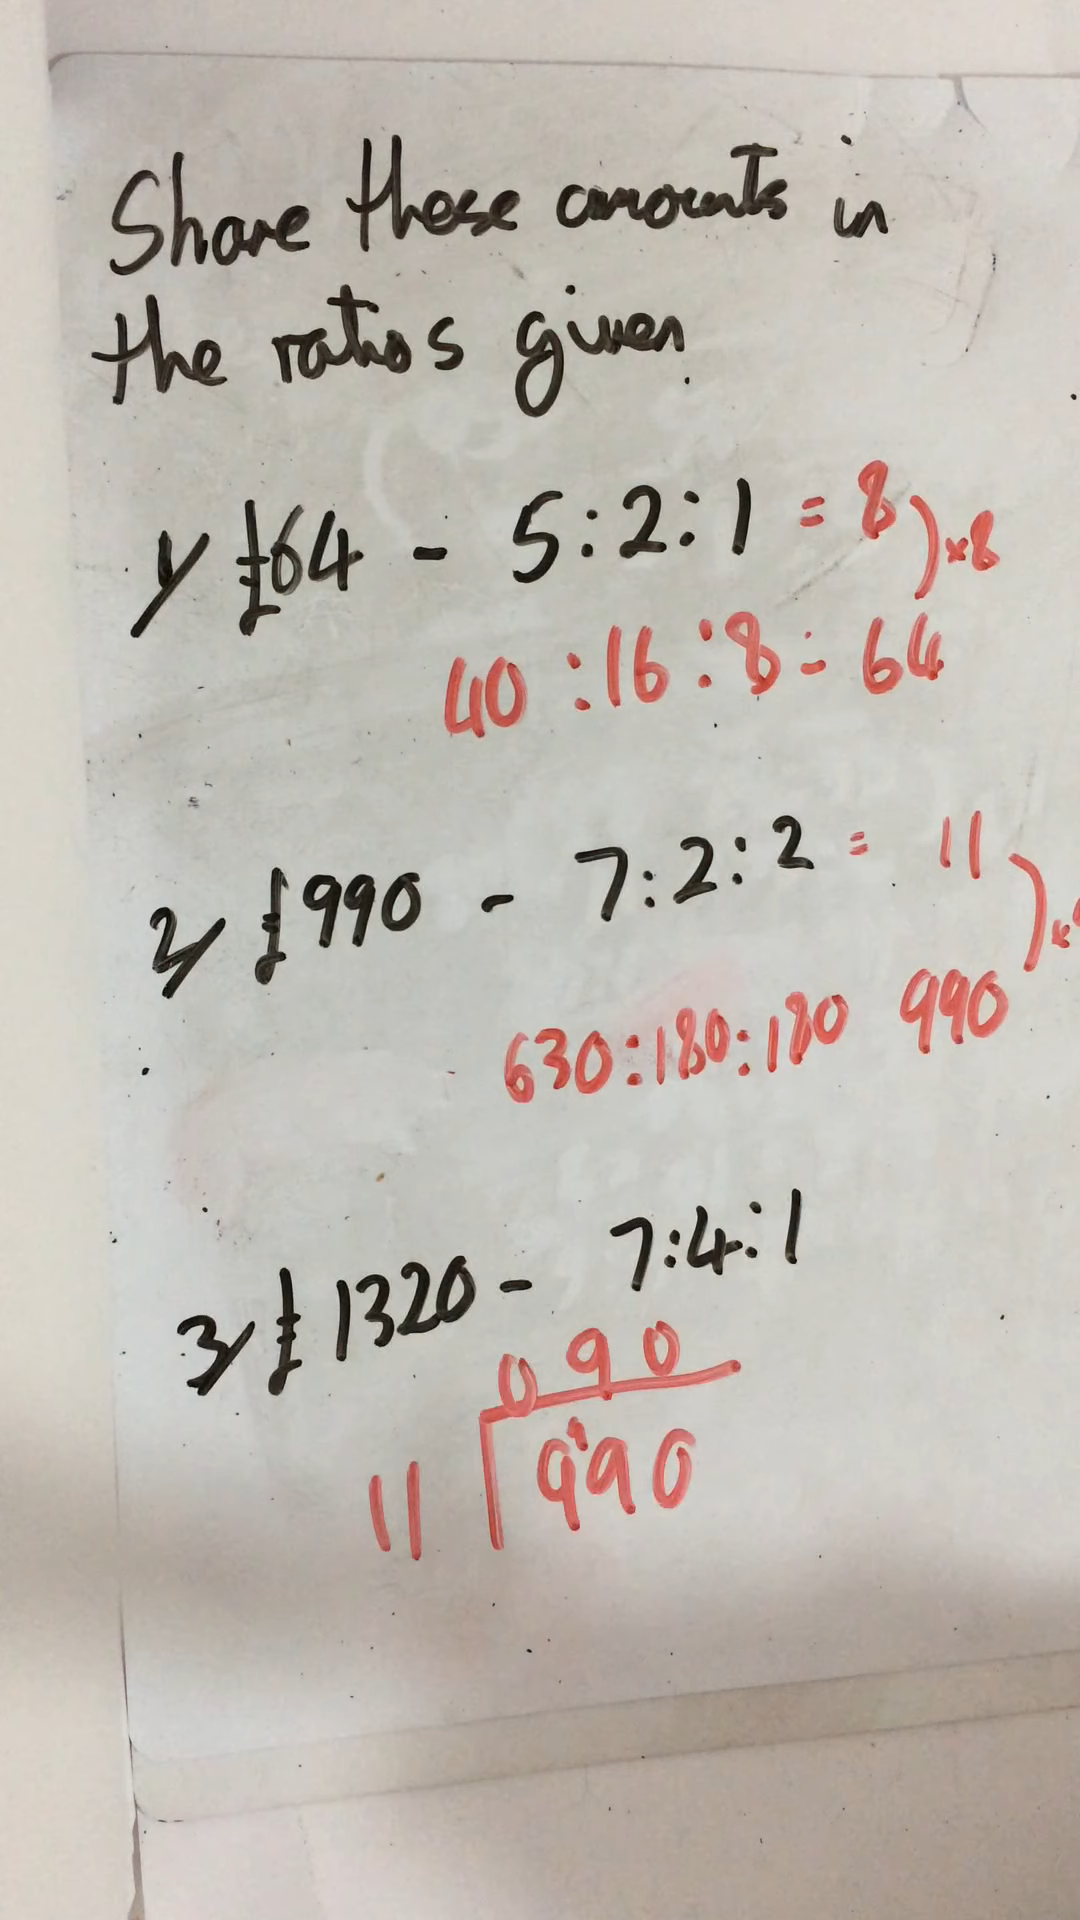 Share these amounts in
the ratios given.
1/ £64 - 5:2:1 = 8 ) ×8
40 : 16 : 8 = 64
2/ £990 - 7:2:2 = 11 ) ×
630:180:180 990
3/ £1320 - 7:4:1
090
11 990